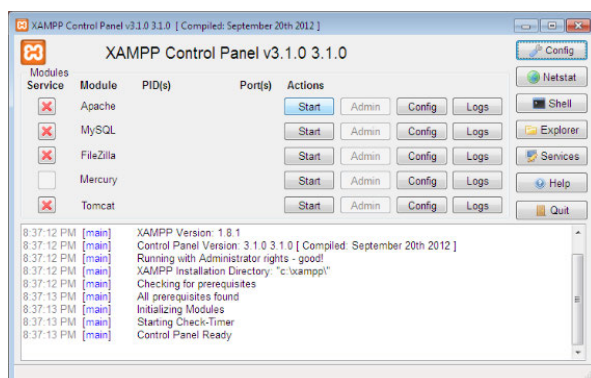 XAMPP Control Panel v3.1.0 3.1.0 [ Compiled: September 20th 2012 ]
XAMPP Control Panel v3.1.0 3.1.0
Config
Modules
Service Module PID(s) Port(s) Actions
Netstat
Apache Start Admin Config Logs
Shell
MySQL Start Admin Config Logs
Explorer
FileZilla Start Admin Config Logs
Services
Mercury Start Admin Config Logs
Help
Tomcat Start Admin Config Logs
Quit
8:37:12 PM [main] XAMPP Version: 1.8.1
8:37:12 PM [main] Control Panel Version: 3.1.0 3.1.0 [ Compiled: September 20th 2012 ]
8:37:12 PM [main] Running with Administrator rights - good!
8:37:12 PM [main] XAMPP Installation Directory: "c:\xampp\"
8:37:12 PM [main] Checking for prerequisites
8:37:13 PM [main] All prerequisites found
8:37:13 PM [main] Initializing Modules
8:37:13 PM [main] Starting Check-Timer
8:37:13 PM [main] Control Panel Ready